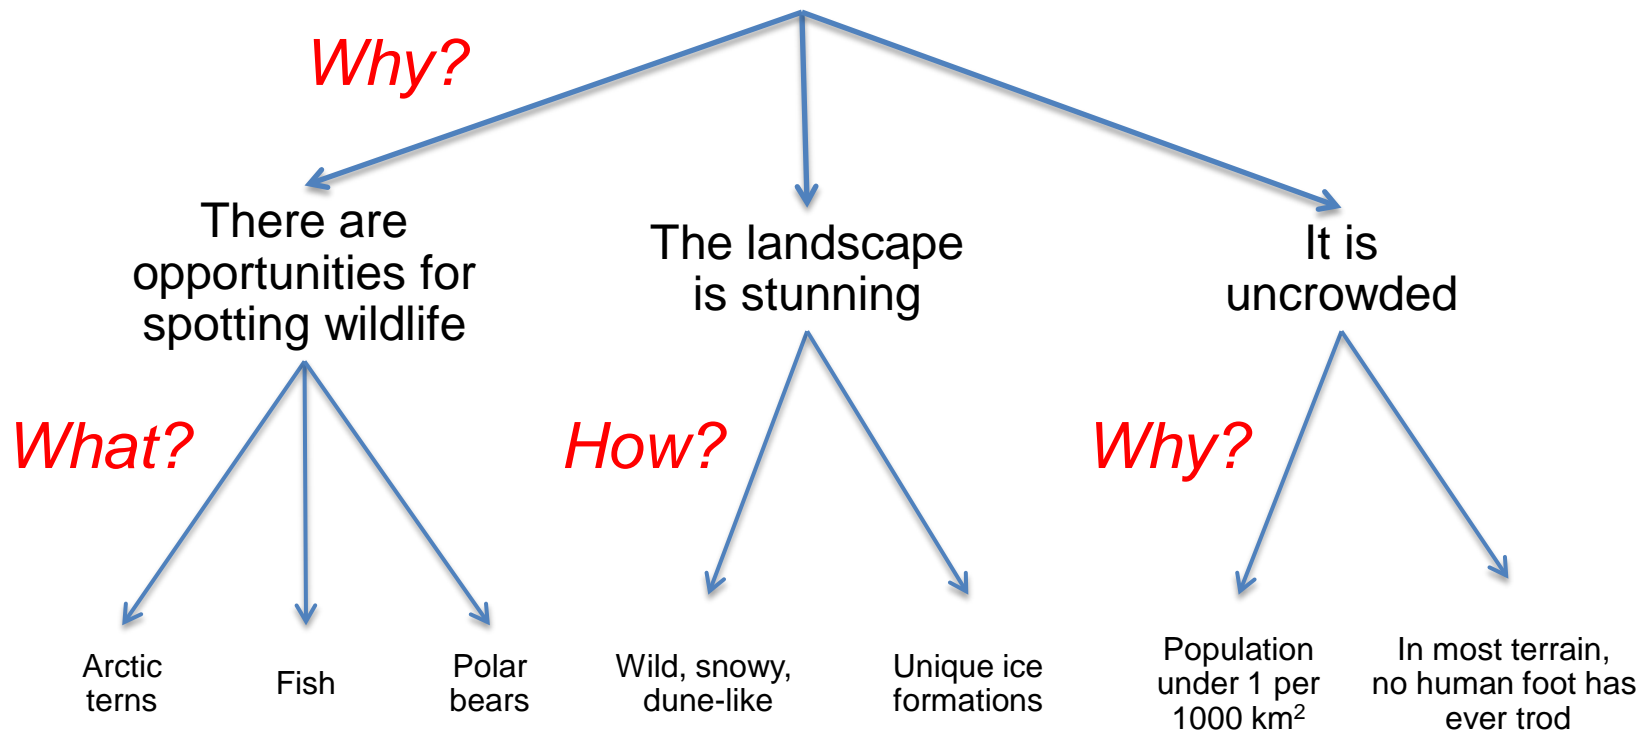 Why?
There are
opportunities for
spotting wildlife
The landscape
is stunning
It is
uncrowded
What?
How?
Why?
Arctic
terns
Fish
Polar
bears
Wild, snowy,
dune-like
Unique ice
formations
Population
under 1 per
1000 km²
In most terrain,
no human foot has
ever trod